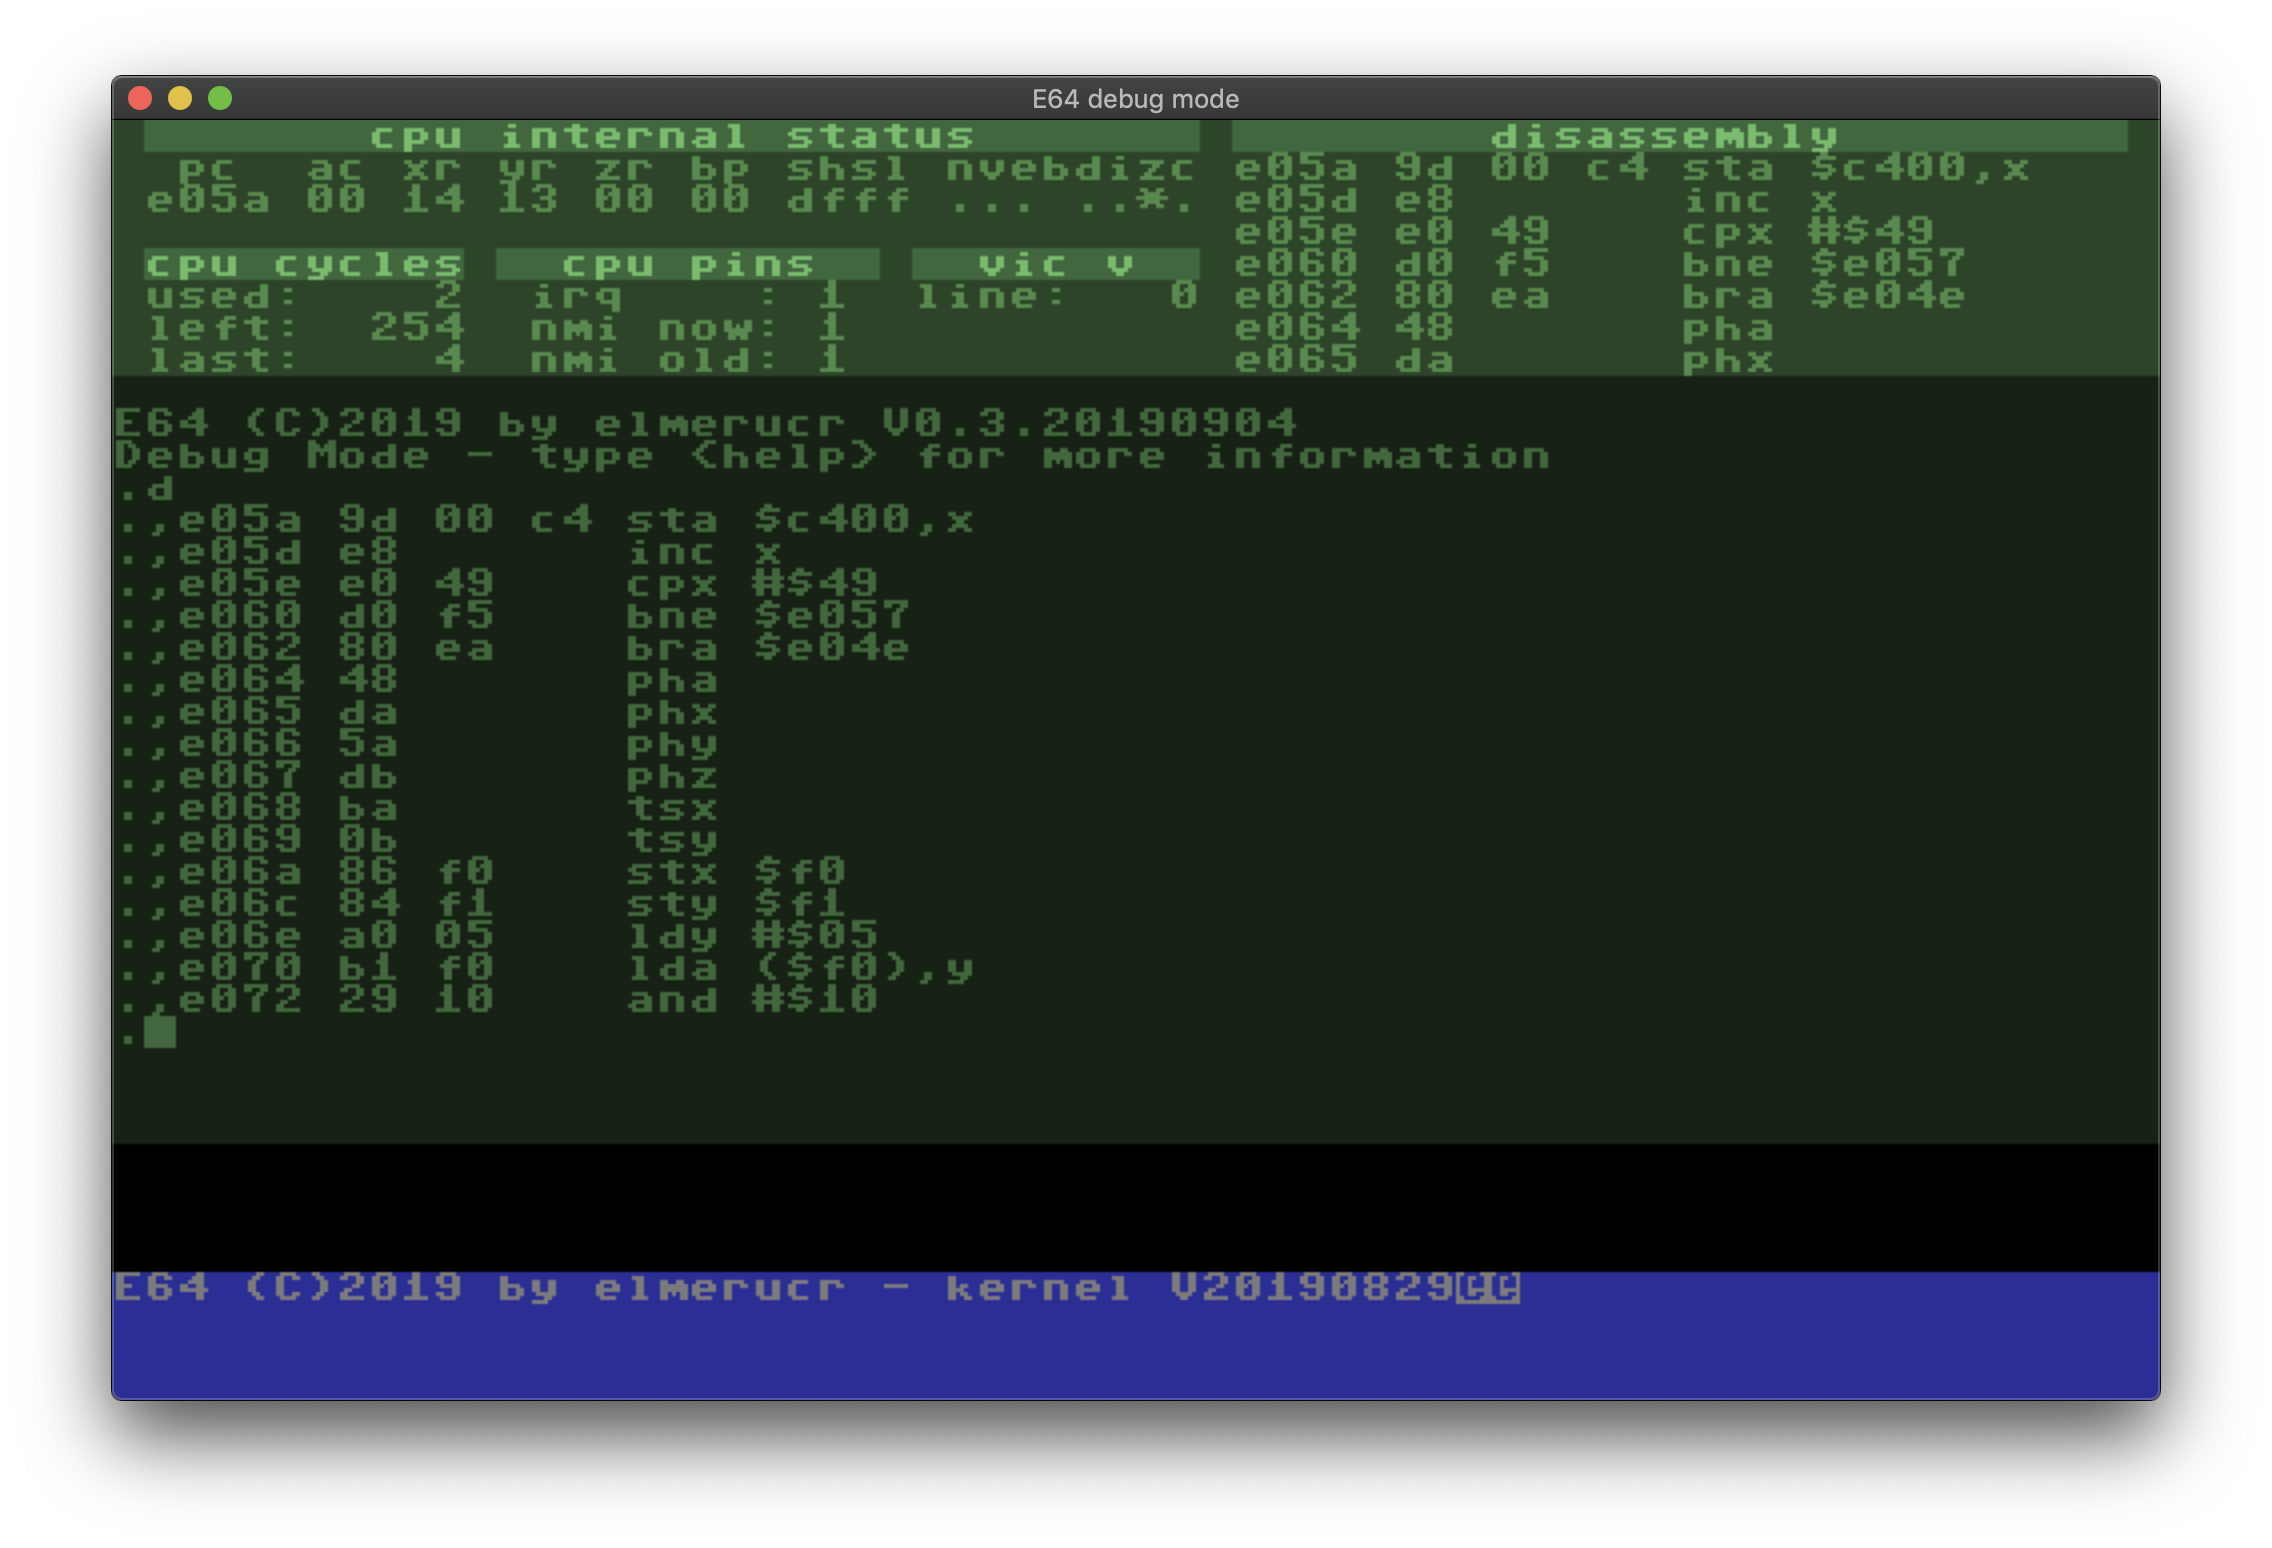 E64 debug mode
cpu internal status
pc ac xr yr zr bp shsl nvebdizc
e05a 00 14 13 00 00 dfff ... ..*.
cpu cycles cpu pins vic v
used: 2 irq : 1 line: 0
left: 254 nmi now: 1
last: 4 nmi old: 1
disassembly
e05a 9d 00 c4 sta $c400,x
e05d e8 inc x
e05e e0 49 cpx #$49
e060 d0 f5 bne $e057
e062 80 ea bra $e04e
e064 48 pha
e065 da phx
E64 (C)2019 by elmerucr V0.3.20190904
Debug Mode - type <help> for more information
.d
.,e05a 9d 00 c4 sta $c400,x
.,e05d e8 inc x
.,e05e e0 49 cpx #$49
.,e060 d0 f5 bne $e057
.,e062 80 ea bra $e04e
.,e064 48 pha
.,e065 da phx
.,e066 5a phy
.,e067 db phz
.,e068 ba tsx
.,e069 0b tsy
.,e06a 86 f0 stx $f0
.,e06c 84 f1 sty $f1
.,e06e a0 05 ldy #$05
.,e070 b1 f0 lda ($f0),y
.,e072 29 10 and #$10
.
E64 (C)2019 by elmerucr - kernel V20190829